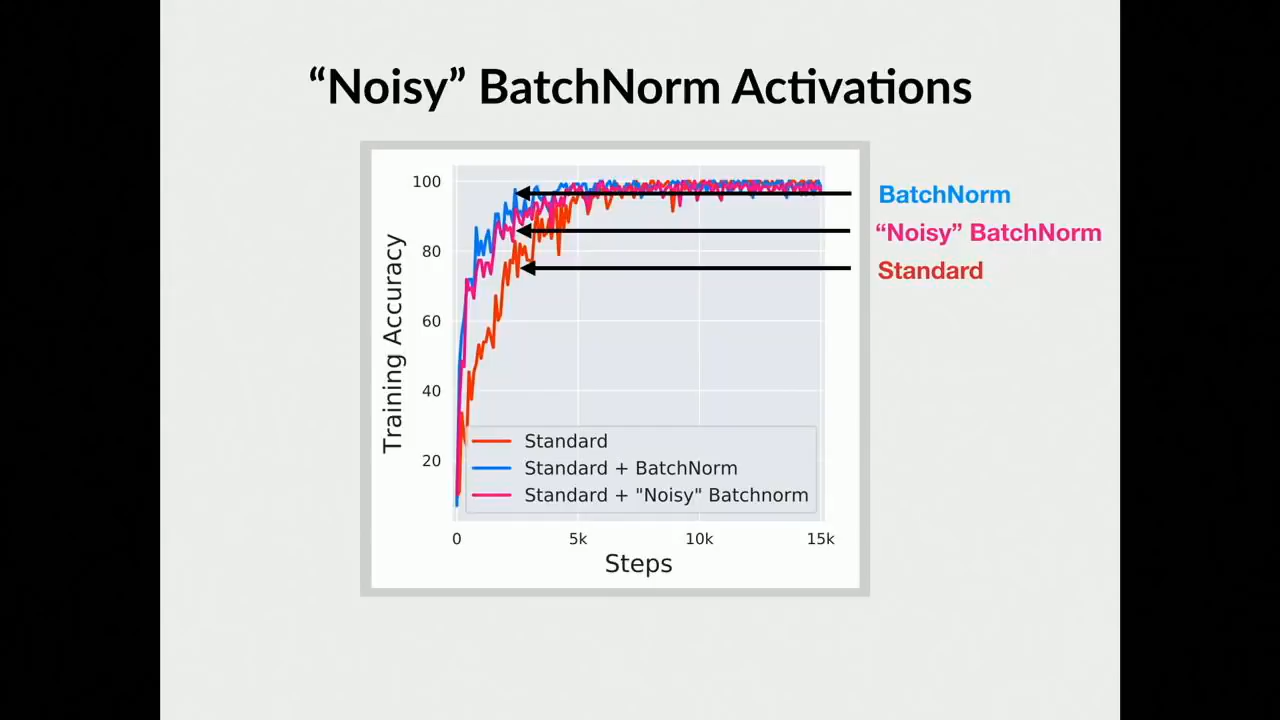 “Noisy” BatchNorm Activations
100
80
60
40
20
Training Accuracy
0
5k
10k
15k
Steps
Standard
Standard + BatchNorm
Standard + "Noisy" Batchnorm
BatchNorm
“Noisy” BatchNorm
Standard